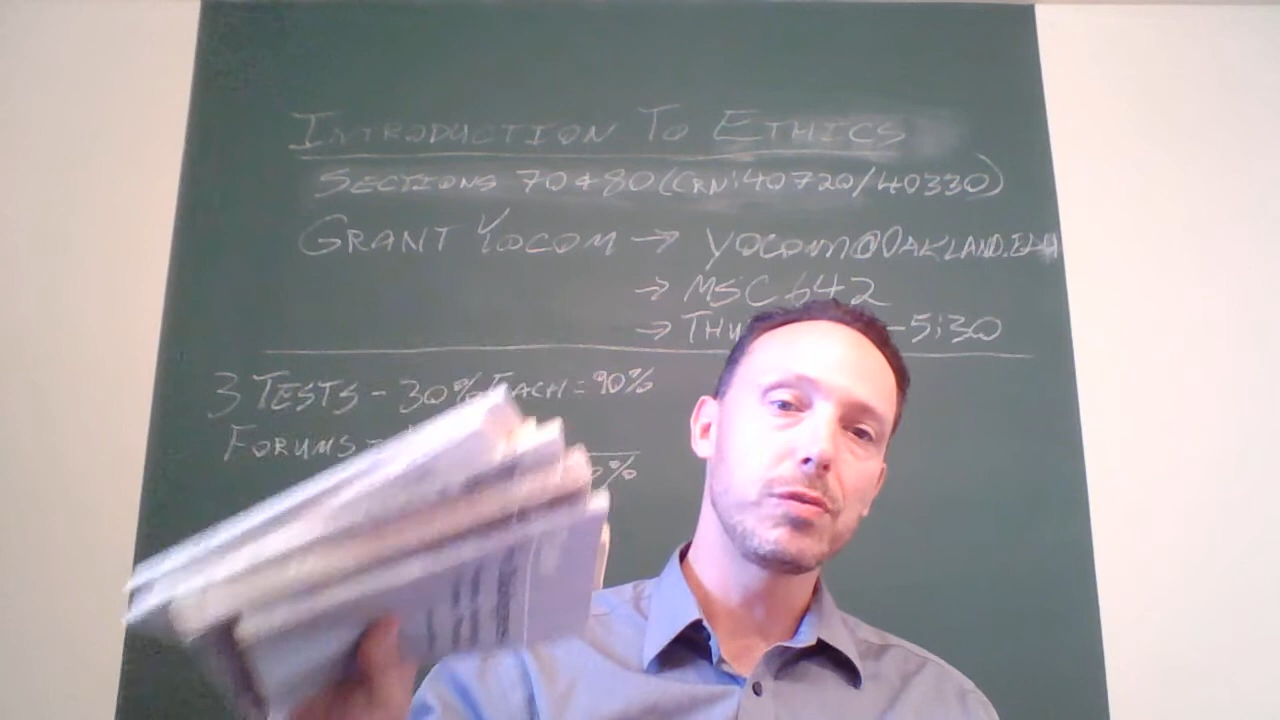 INTRODUCTION TO ETHICS
SECTIONS 70+80 (CRN:40720/40330)
GRANT YOCOM → YOCOM@OAKLAND.EDU
→ MSC 642
→ THU -5:30
3 TESTS - 30% EACH = 90%
FORUMS